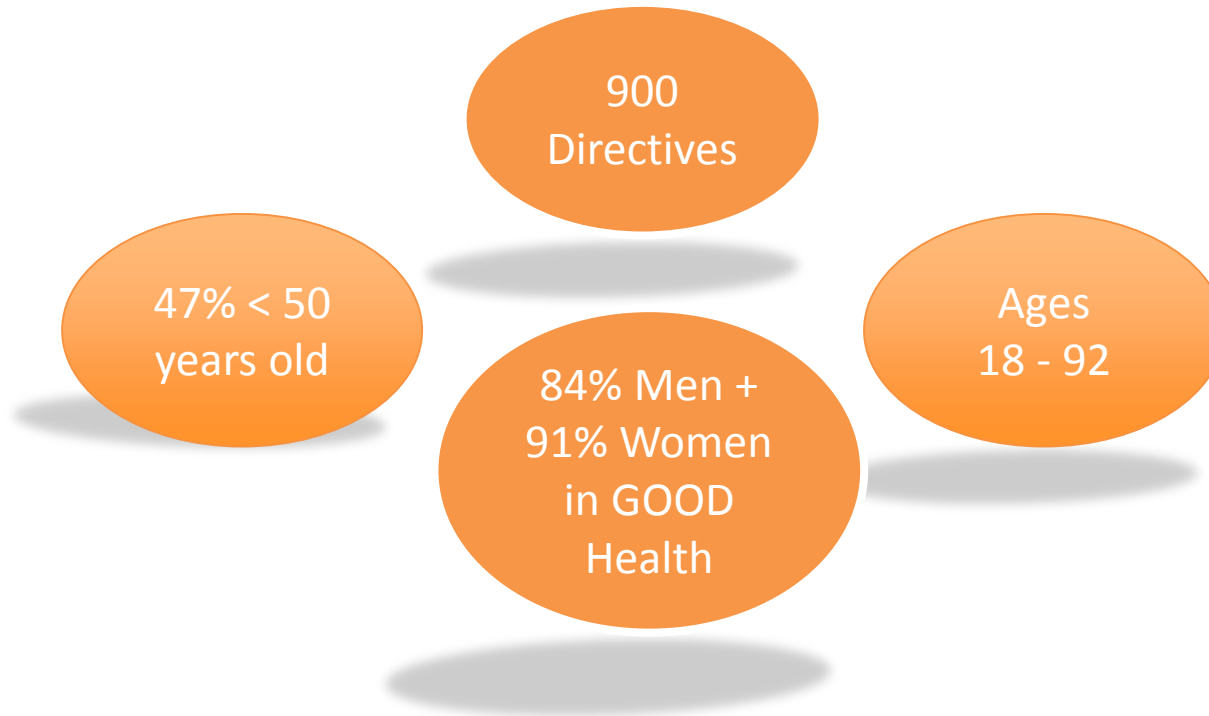 900
Directives
47% < 50
years old
Ages
18 - 92
84% Men +
91% Women
in GOOD
Health